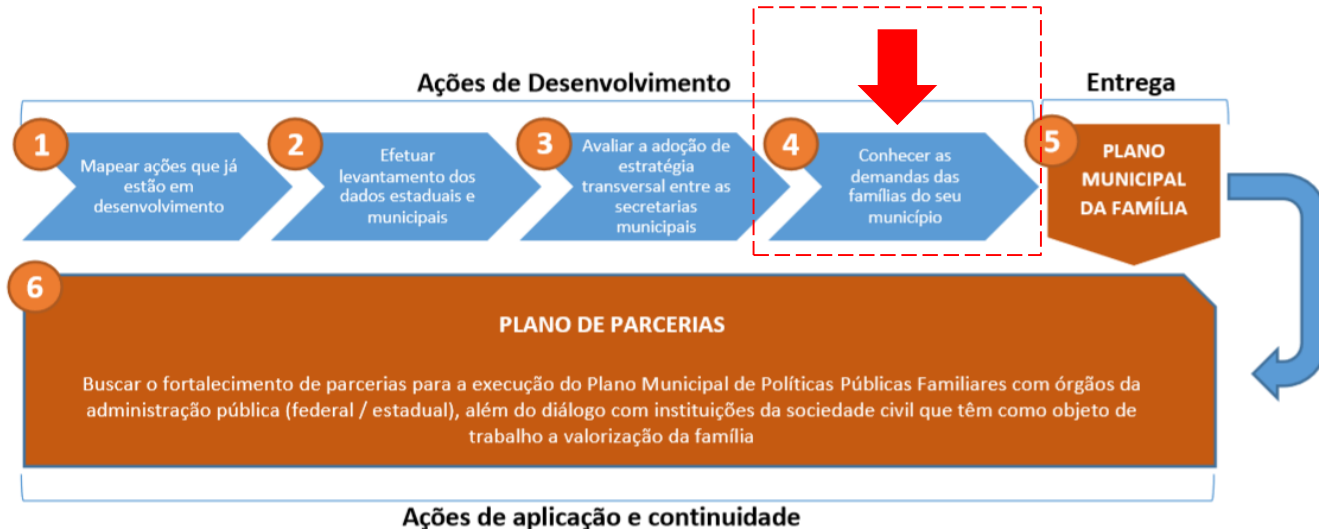 Ações de Desenvolvimento
Entrega
1
Mapear ações que já
estão em
desenvolvimento
2
Efetuar
levantamento dos
dados estaduais e
municipais
3
Avaliar a adoção de
estratégia
transversal entre as
secretarias
municipais
4
Conhecer as
demandas das
famílias do seu
município
5
PLANO
MUNICIPAL
DA FAMÍLIA
6
PLANO DE PARCERIAS
Buscar o fortalecimento de parcerias para a execução do Plano Municipal de Políticas Públicas Familiares com órgãos da
administração pública (federal / estadual), além do diálogo com instituições da sociedade civil que têm como objeto de
trabalho a valorização da família
Ações de aplicação e continuidade